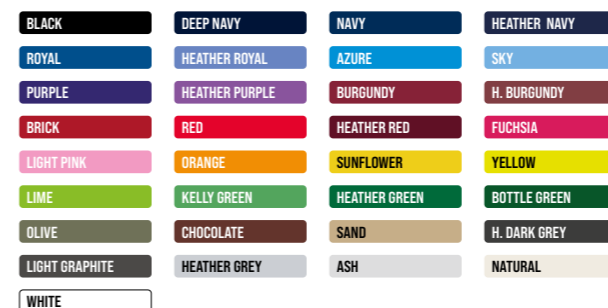 BLACK DEEP NAVY NAVY HEATHER NAVY
ROYAL HEATHER ROYAL AZURE SKY
PURPLE HEATHER PURPLE BURGUNDY H. BURGUNDY
BRICK RED HEATHER RED FUCHSIA
LIGHT PINK ORANGE SUNFLOWER YELLOW
LIME KELLY GREEN HEATHER GREEN BOTTLE GREEN
OLIVE CHOCOLATE SAND H. DARK GREY
LIGHT GRAPHITE HEATHER GREY ASH NATURAL
WHITE